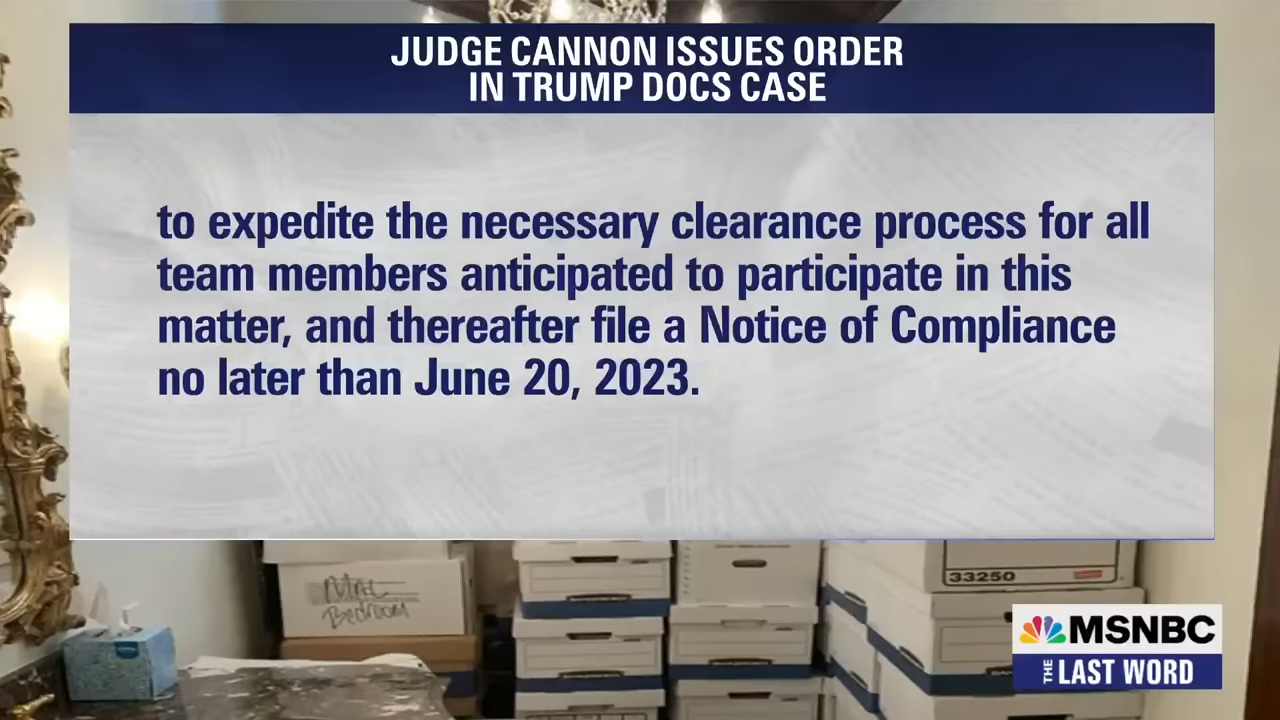 JUDGE CANNON ISSUES ORDER
IN TRUMP DOCS CASE
to expedite the necessary clearance process for all
team members anticipated to participate in this
matter, and thereafter file a Notice of Compliance
no later than June 20, 2023.
33250
Bedroom
MSNBC
THE LAST WORD